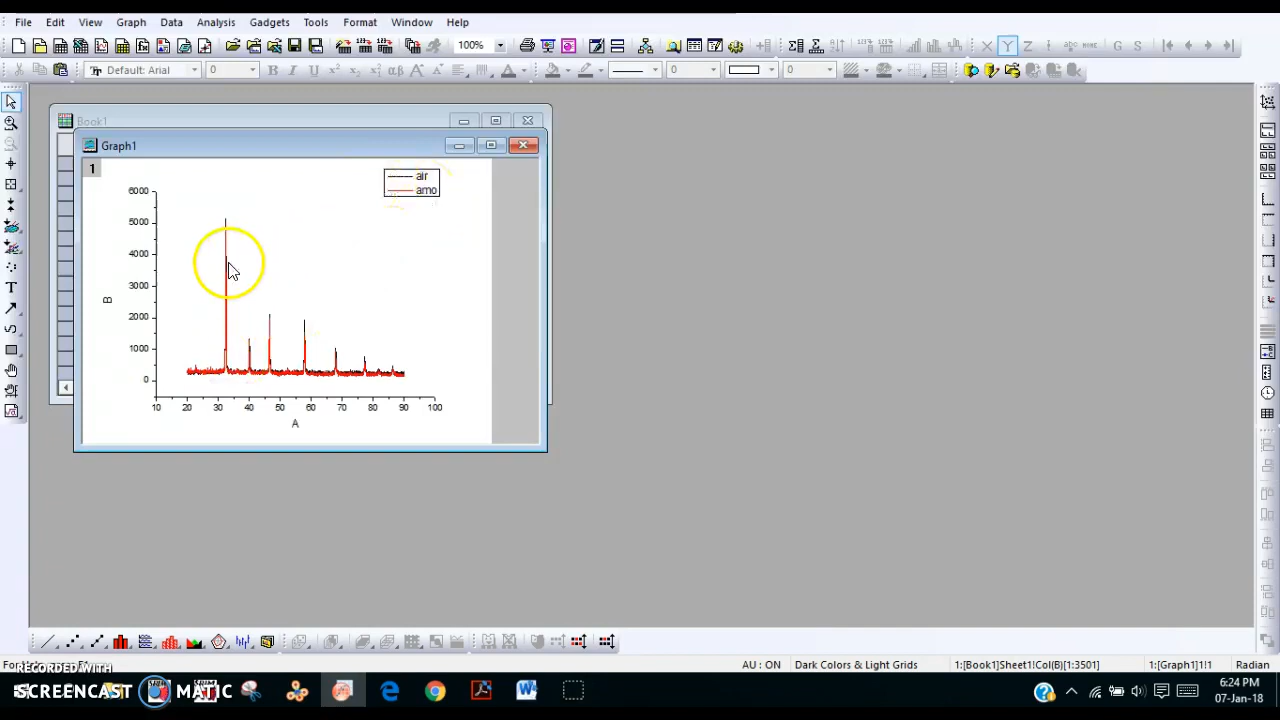 File Edit View Graph Data Analysis Gadgets Tools Format Window Help
100%
Default: Arial 0 B I U 0 0
Book1
Graph1
1
air
amo
6000
5000
4000
3000
2000
1000
0
B
10 20 30 40 50 60 70 80 90 100
A
AU : ON Dark Colors & Light Grids 1:[Book1]Sheet1!Col(B)[1:3501] 1:[Graph1]1!1 Radian
RECORDED WITH
SCREENCAST MATIC
6:24 PM
07-Jan-18